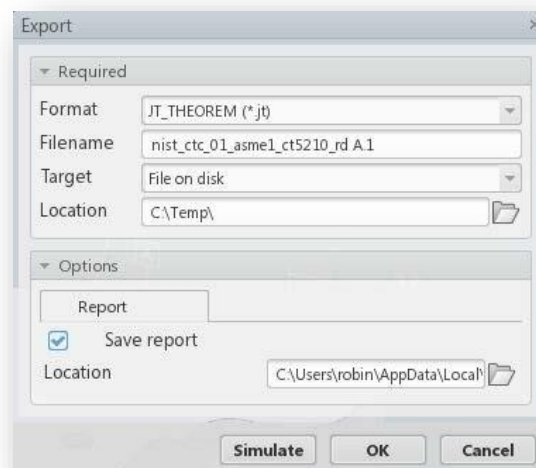 Export
Required
Format JT_THEOREM (*.jt)
Filename nist_ctc_01_asme1_ct5210_rd A.1
Target File on disk
Location C:\Temp\
Options
Report
Save report
Location C:\Users\robin\AppData\Local\
Simulate OK Cancel